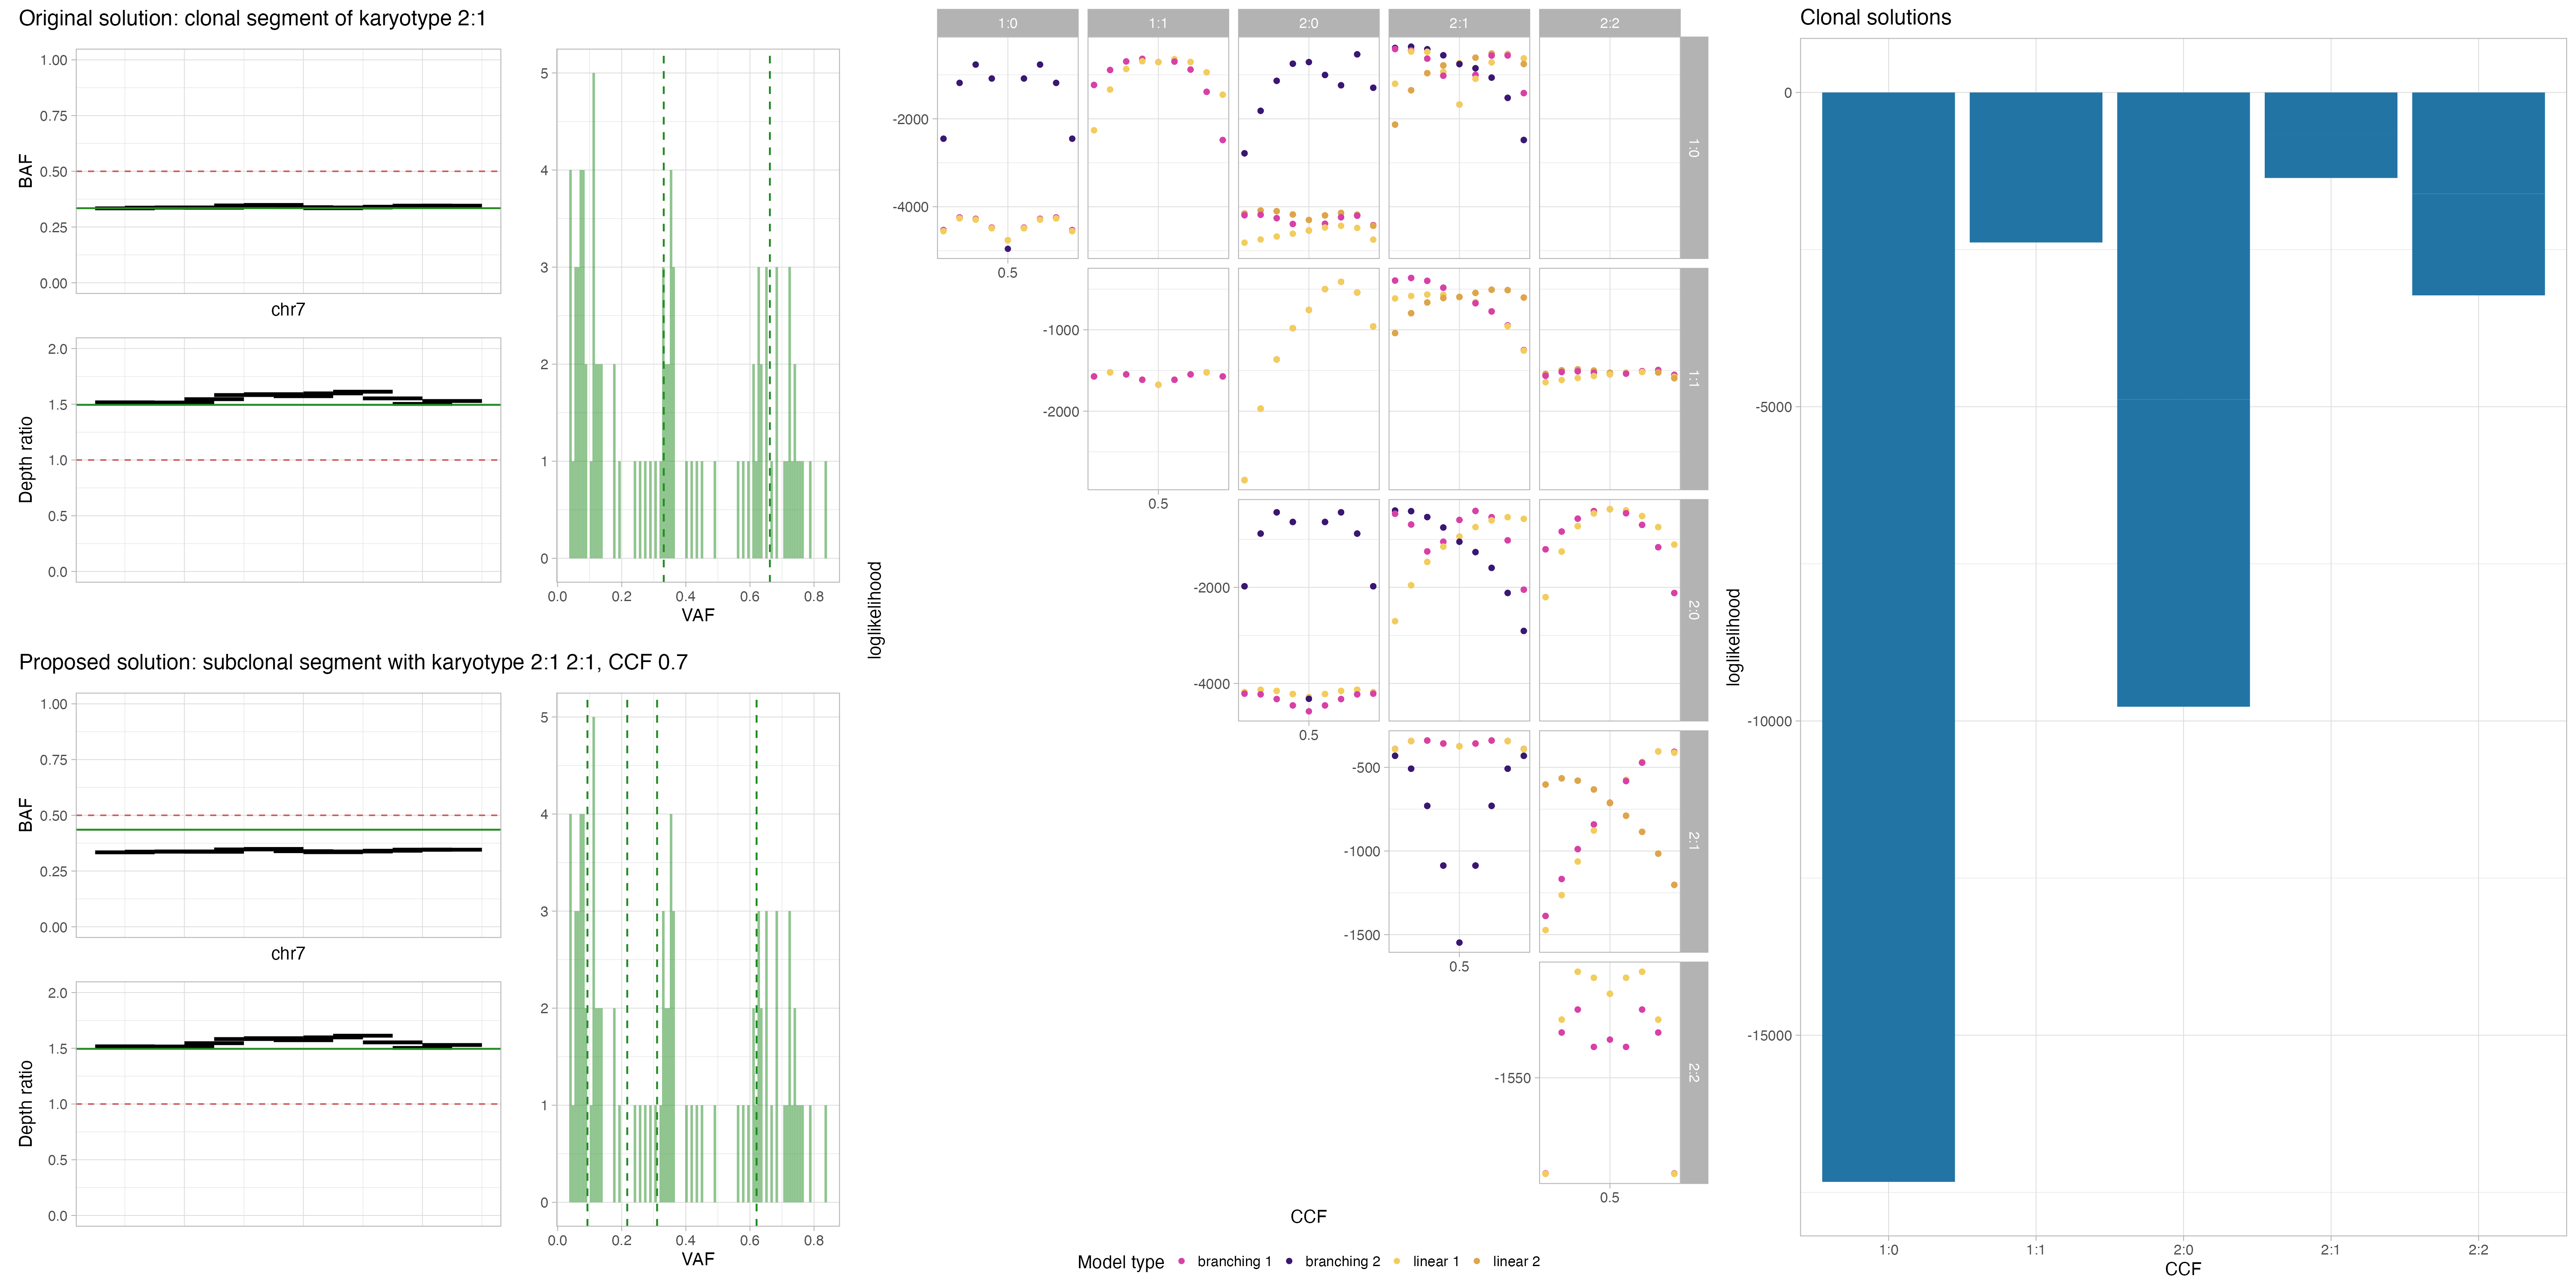 Original solution: clonal segment of karyotype 2:1
BAF
1.00
0.75
0.50
0.25
0.00
chr7
Depth ratio
2.0
1.5
1.0
0.5
0.0
5
4
3
2
1
0
0.0 0.2 0.4 0.6 0.8
VAF
Proposed solution: subclonal segment with karyotype 2:1 2:1, CCF 0.7
BAF
1.00
0.75
0.50
0.25
0.00
chr7
Depth ratio
2.0
1.5
1.0
0.5
0.0
5
4
3
2
1
0
0.0 0.2 0.4 0.6 0.8
VAF
loglikelihood
1:0 1:1 2:0 2:1 2:2
-2000
-4000
1:0
0.5
-1000
-2000
1:1
0.5
-2000
-4000
2:0
0.5
-500
-1000
-1500
2:1
0.5
-1550
2:2
0.5
CCF
Model type branching 1 branching 2 linear 1 linear 2
Clonal solutions
loglikelihood
0
-5000
-10000
-15000
1:0 1:1 2:0 2:1 2:2
CCF